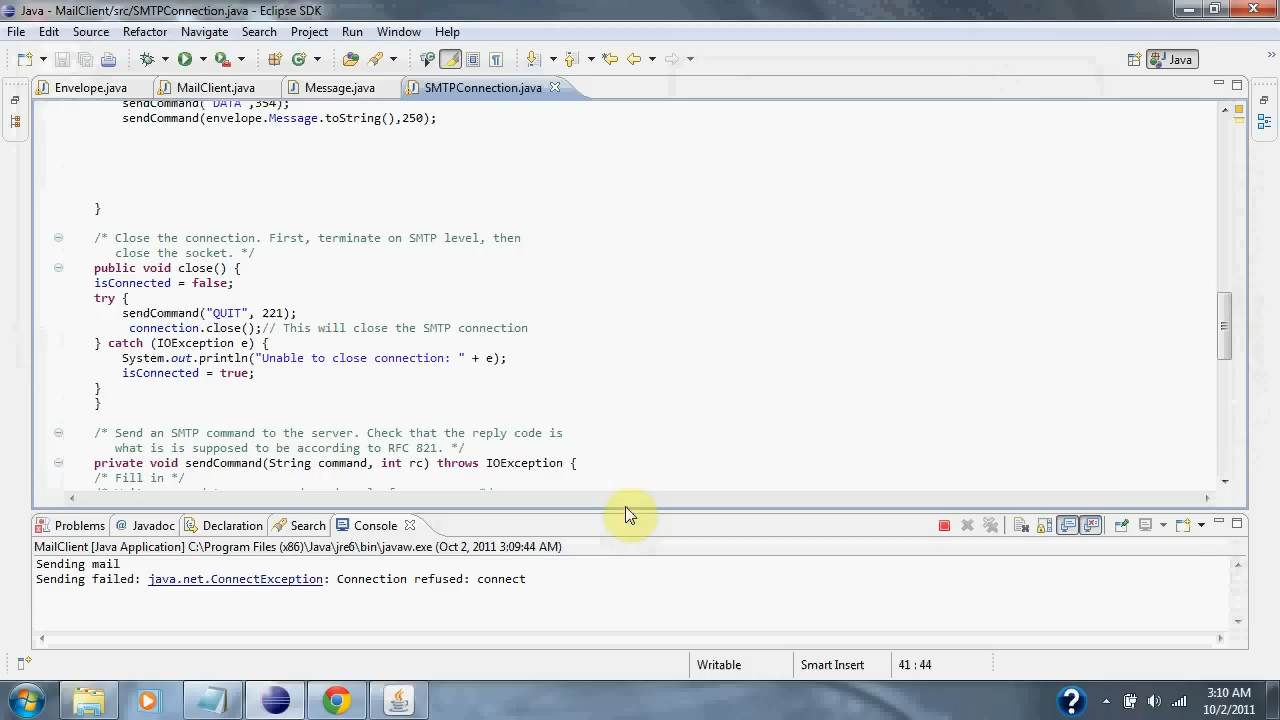 Java - MailClient/src/SMTPConnection.java - Eclipse SDK
File Edit Source Refactor Navigate Search Project Run Window Help
Java
Envelope.java MailClient.java Message.java SMTPConnection.java
sendCommand("DATA",354);
sendCommand(envelope.Message.toString(),250);
}
/* Close the connection. First, terminate on SMTP level, then
close the socket. */
public void close() {
isConnected = false;
try {
sendCommand("QUIT", 221);
connection.close();// This will close the SMTP connection
} catch (IOException e) {
System.out.println("Unable to close connection: " + e);
isConnected = true;
}
}
/* Send an SMTP command to the server. Check that the reply code is
what is is supposed to be according to RFC 821. */
private void sendCommand(String command, int rc) throws IOException {
/* Fill in */
Problems Javadoc Declaration Search Console
MailClient [Java Application] C:\Program Files (x86)\Java\jre6\bin\javaw.exe (Oct 2, 2011 3:09:44 AM)
Sending mail
Sending failed: java.net.ConnectException: Connection refused: connect
Writable Smart Insert 41 : 44
3:10 AM
10/2/2011